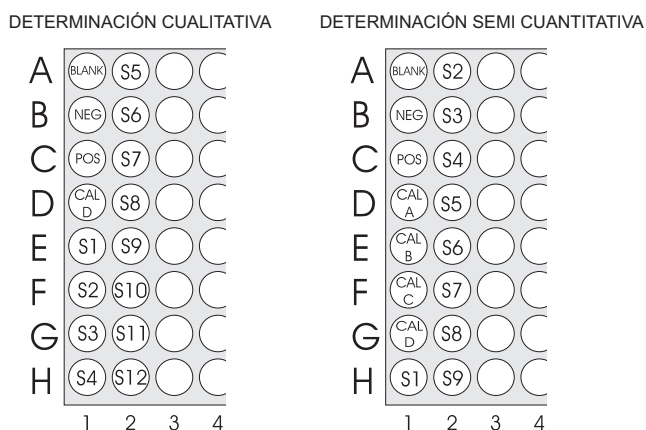 DETERMINACIÓN CUALITATIVA
A BLANK S5
B NEG S6
C POS S7
D CAL D S8
E S1 S9
F S2 S10
G S3 S11
H S4 S12
1 2 3 4
DETERMINACIÓN SEMI CUANTITATIVA
A BLANK S2
B NEG S3
C POS S4
D CAL A S5
E CAL B S6
F CAL C S7
G CAL D S8
H S1 S9
1 2 3 4